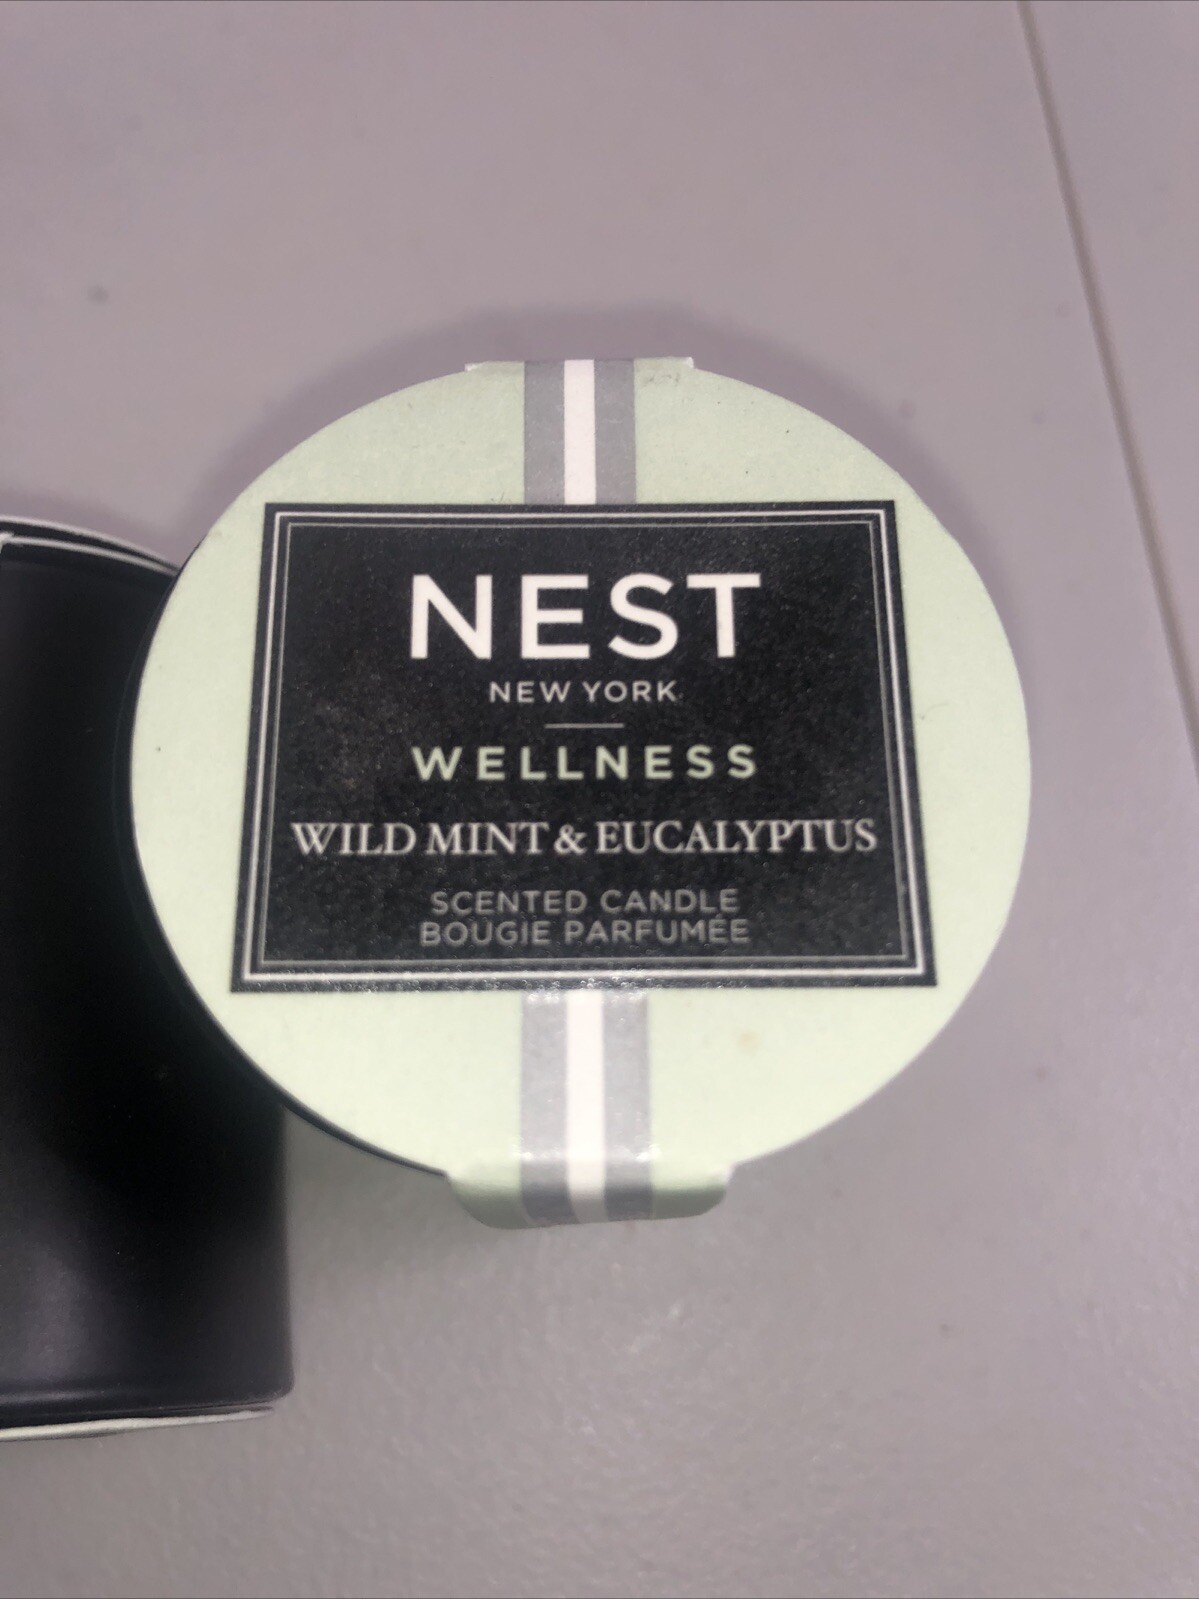 NEST
NEW YORK
WELLNESS
WILD MINT & EUCALYPTUS
SCENTED CANDLE
BOUGIE PARFUMÉE